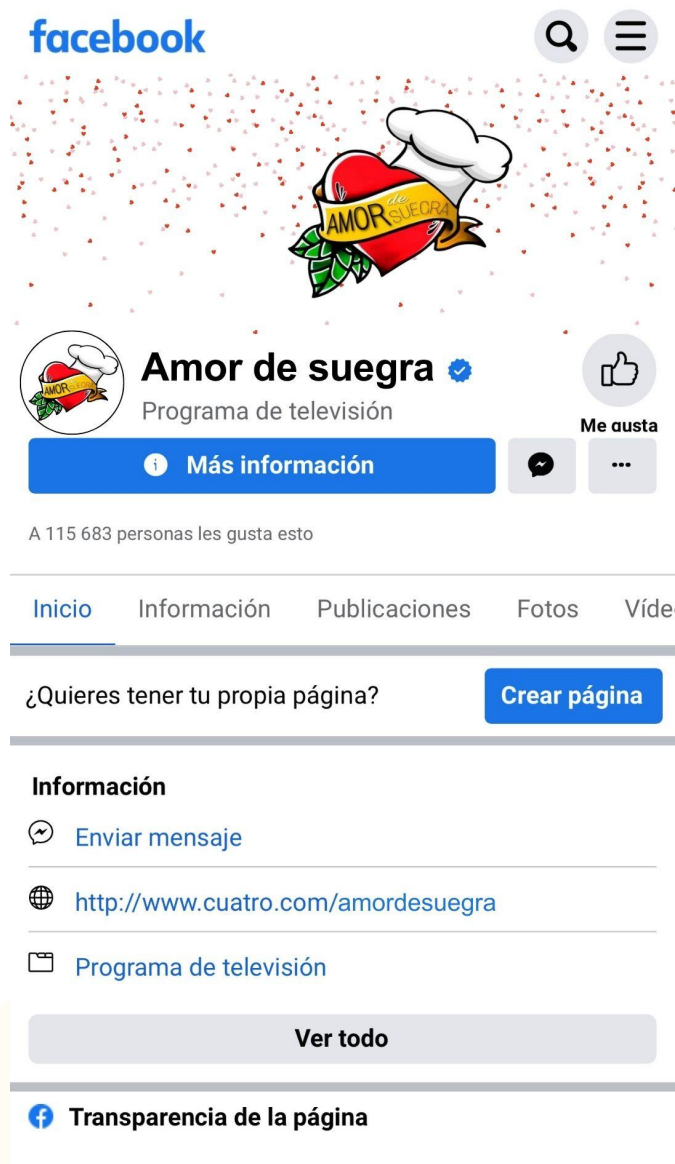 facebook
AMOR de SUEGRA
AMOR SUEGRA
Amor de suegra
Programa de televisión
Me gusta
Más información
A 115 683 personas les gusta esto
Inicio Información Publicaciones Fotos Víde
¿Quieres tener tu propia página? Crear página
Información
Enviar mensaje
http://www.cuatro.com/amordesuegra
Programa de televisión
Ver todo
Transparencia de la página